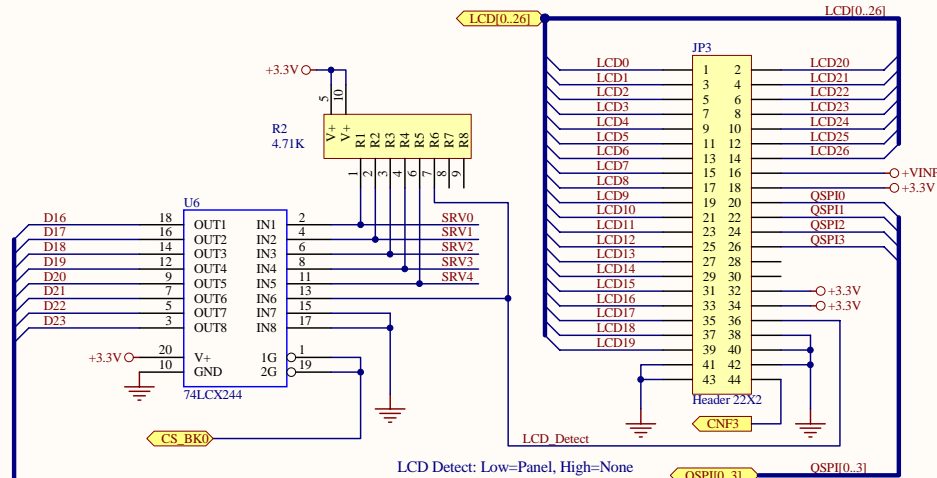 LCD[0..26]
LCD[0..26]
JP3
LCD0 1 2 LCD20
LCD1 3 4 LCD21
LCD2 5 6 LCD22
LCD3 7 8 LCD23
LCD4 9 10 LCD24
LCD5 11 12 LCD25
LCD6 13 14 LCD26
LCD7 15 16 +VINF
LCD8 17 18 +3.3V
LCD9 19 20 QSPI0
LCD10 21 22 QSPI1
LCD11 23 24 QSPI2
LCD12 25 26 QSPI3
LCD13 27 28
LCD14 29 30
LCD15 31 32 +3.3V
LCD16 33 34 +3.3V
LCD17 35 36
LCD18 37 38
LCD19 39 40
41 42
43 44
Header 22X2
CNF3
+3.3V
5 10
R2
4.71K
V+ V+ R1 R2 R3 R4 R5 R6 R7 R8
1 2 3 4 6 7 8 9
U6
D16 18 OUT1 IN1 2 SRV0
D17 16 OUT2 IN2 4 SRV1
D18 14 OUT3 IN3 6 SRV2
D19 12 OUT4 IN4 8 SRV3
D20 9 OUT5 IN5 11 SRV4
D21 7 OUT6 IN6 13
D22 5 OUT7 IN7 15
D23 3 OUT8 IN8 17
+3.3V 20 V+ 1G 1
10 GND 2G 19
74LCX244
CS_BK0
LCD_Detect
LCD Detect: Low=Panel, High=None
QSPI[0..3]
QSPI[0..3]